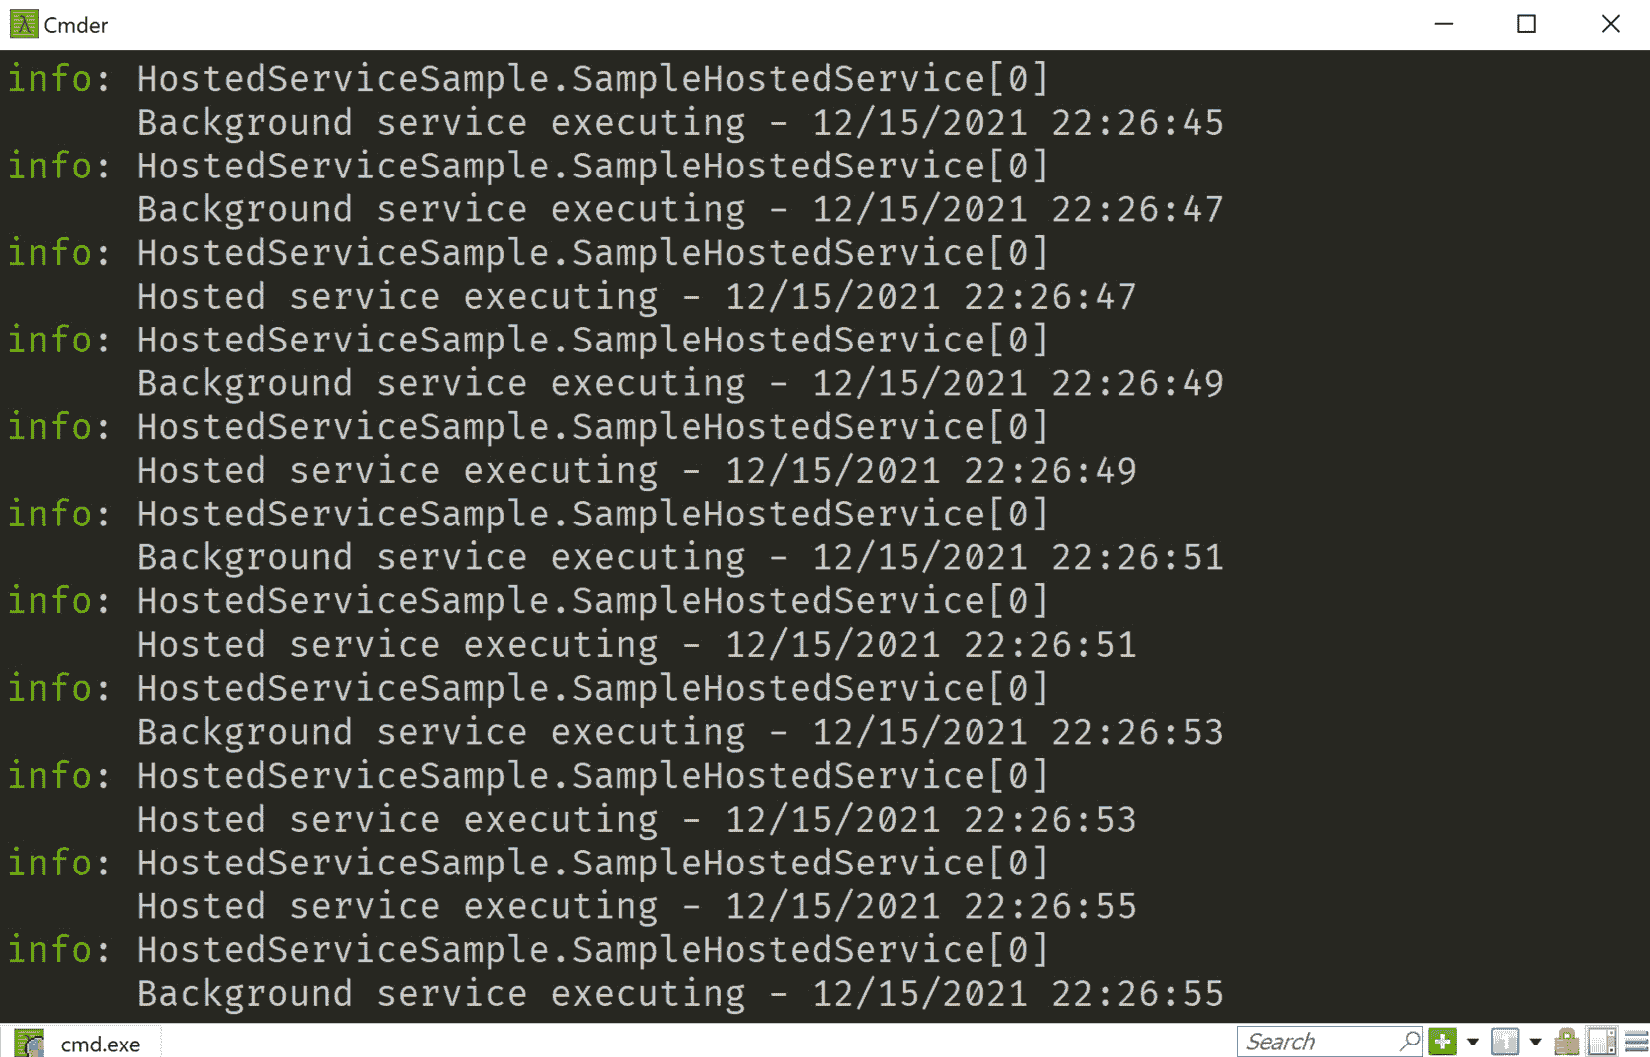 Cmder
info: HostedServiceSample.SampleHostedService[0]
Background service executing - 12/15/2021 22:26:45
info: HostedServiceSample.SampleHostedService[0]
Background service executing - 12/15/2021 22:26:47
info: HostedServiceSample.SampleHostedService[0]
Hosted service executing - 12/15/2021 22:26:47
info: HostedServiceSample.SampleHostedService[0]
Background service executing - 12/15/2021 22:26:49
info: HostedServiceSample.SampleHostedService[0]
Hosted service executing - 12/15/2021 22:26:49
info: HostedServiceSample.SampleHostedService[0]
Background service executing - 12/15/2021 22:26:51
info: HostedServiceSample.SampleHostedService[0]
Hosted service executing - 12/15/2021 22:26:51
info: HostedServiceSample.SampleHostedService[0]
Background service executing - 12/15/2021 22:26:53
info: HostedServiceSample.SampleHostedService[0]
Hosted service executing - 12/15/2021 22:26:53
info: HostedServiceSample.SampleHostedService[0]
Hosted service executing - 12/15/2021 22:26:55
info: HostedServiceSample.SampleHostedService[0]
Background service executing - 12/15/2021 22:26:55
cmd.exe Search 1